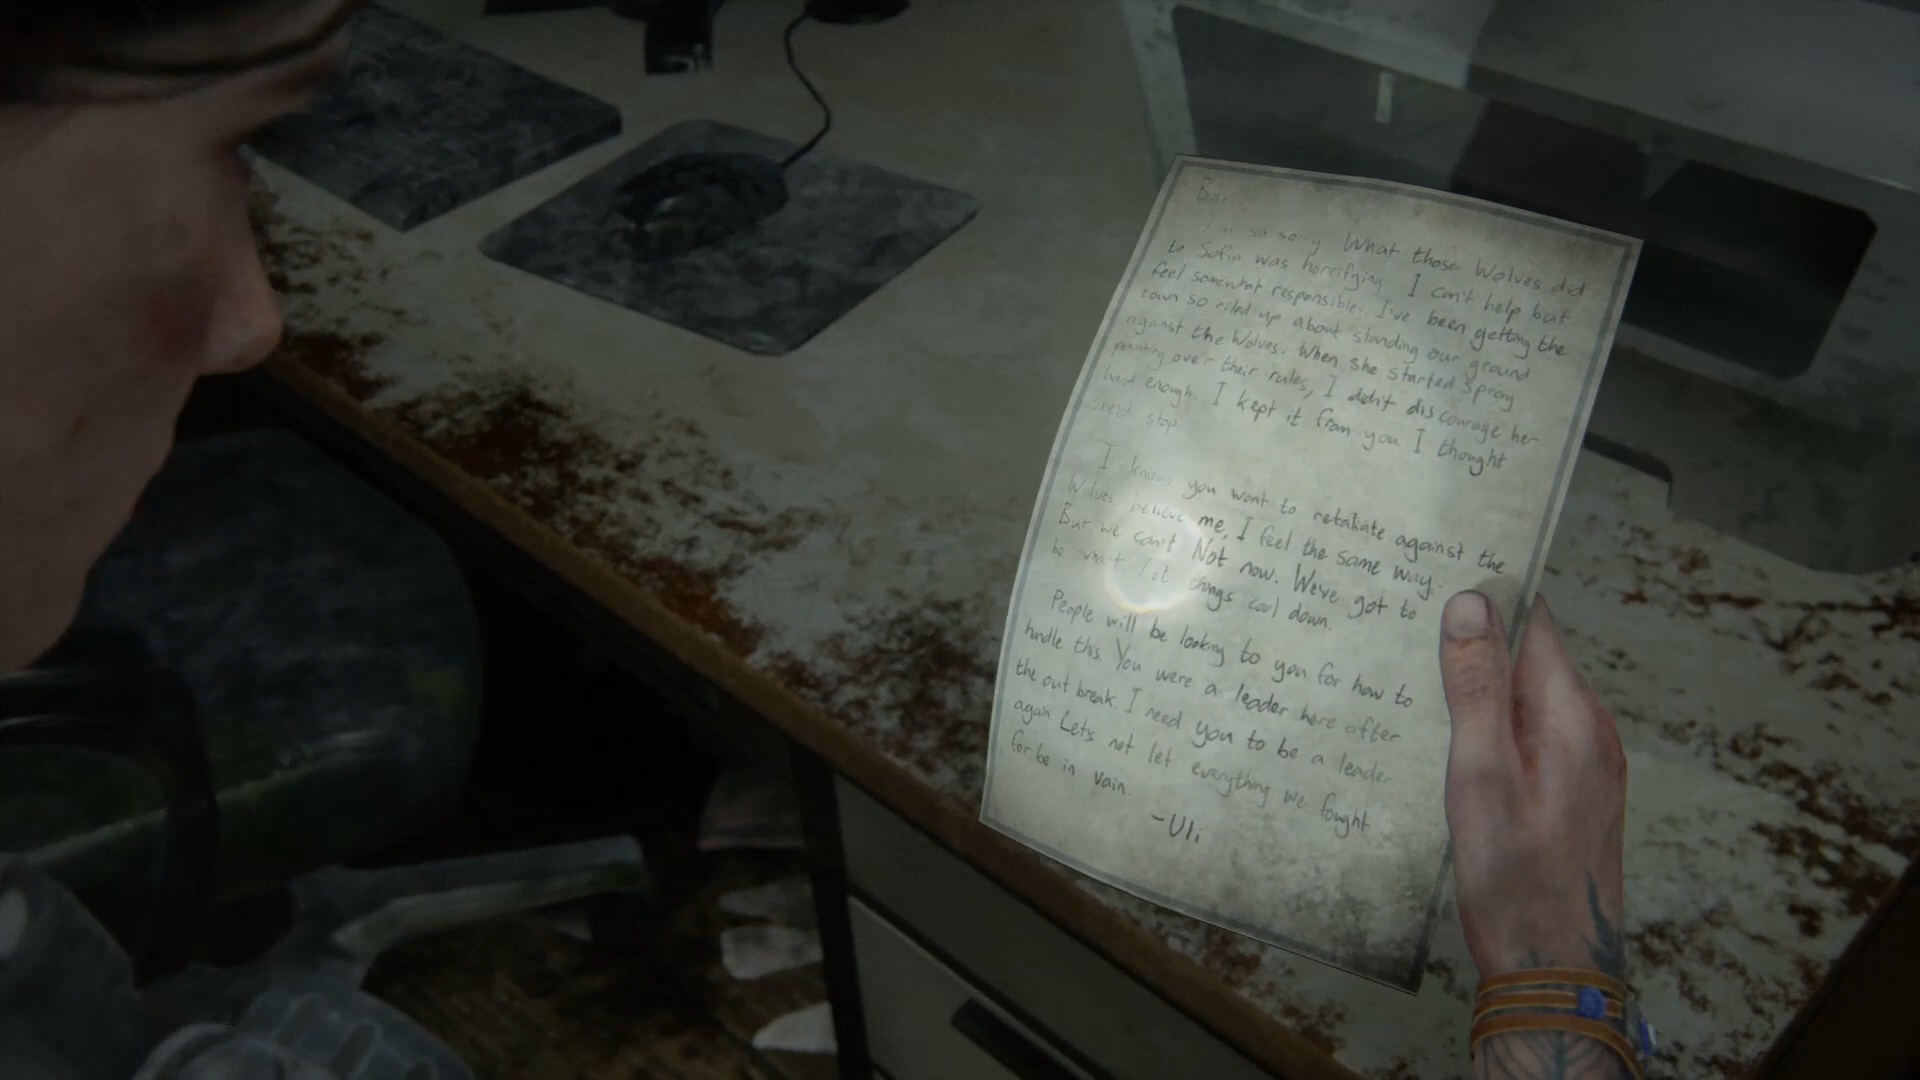 Boris,
I'm so sorry. What those Wolves did
to Sofia was horrifying. I can't help but
feel somewhat responsible. I've been getting the
town so riled up about standing our ground
against the Wolves. When she started spray
painting over their rules, I didn't discourage her
hard enough. I kept it from you. I thought
she'd stop.
I know you want to retaliate against the
Wolves believe me, I feel the same way.
But we can't. Not now. We've got to
be smart. Let things cool down.
People will be looking to you for how to
handle this. You were a leader here after
the out break. I need you to be a leader
again. Lets not let everything we fought
for be in vain.
-Uli